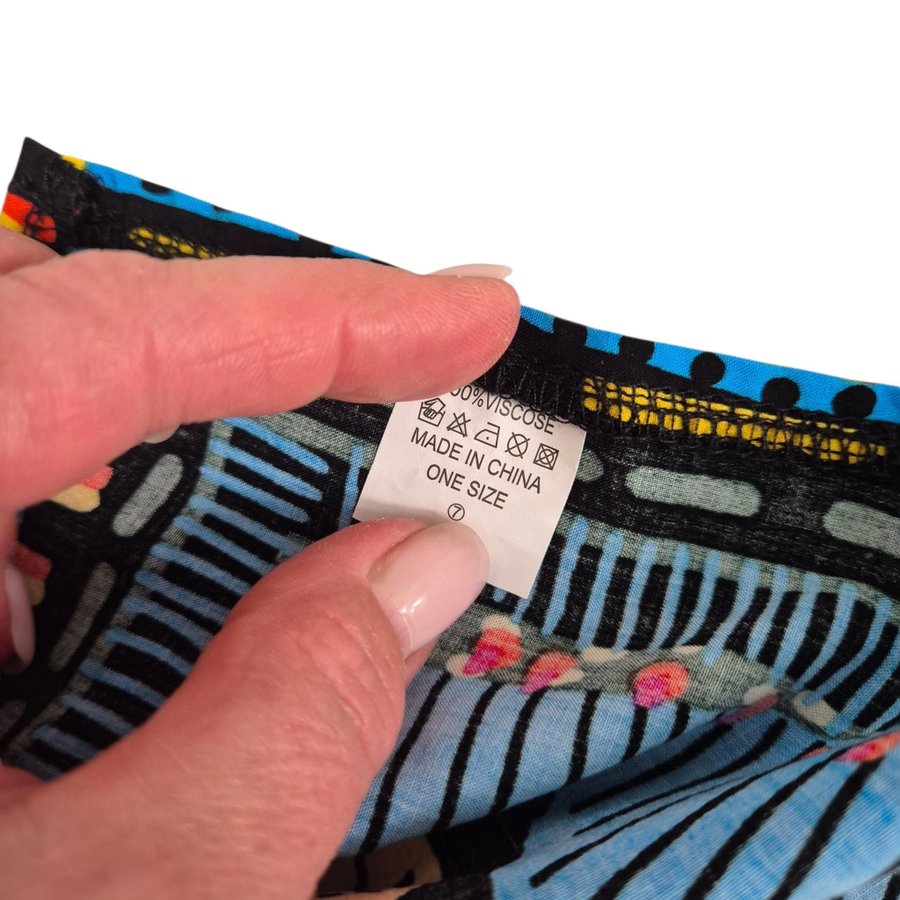 00%VISCOSE
MADE IN CHINA
ONE SIZE
⑦